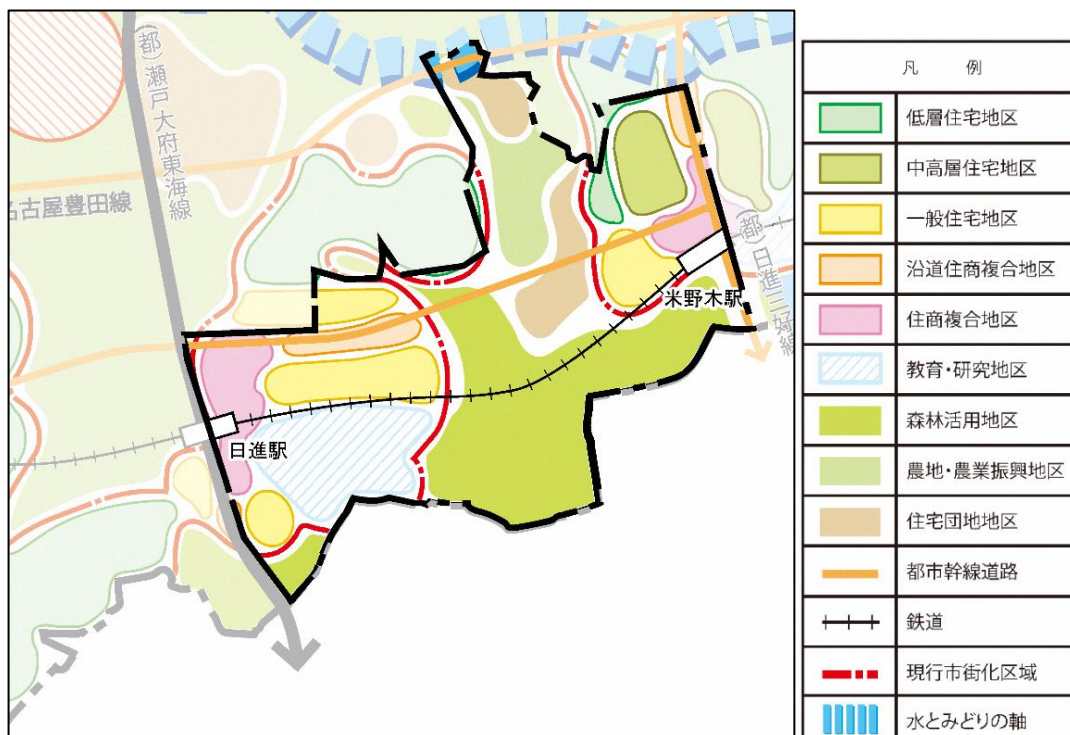 (都)瀬戸大府東海線
名古屋豊田線
日進駅
米野木駅
(都)日進三好線
凡 例
低層住宅地区
中高層住宅地区
一般住宅地区
沿道住商複合地区
住商複合地区
教育・研究地区
森林活用地区
農地・農業振興地区
住宅団地地区
都市幹線道路
鉄道
現行市街化区域
水とみどりの軸